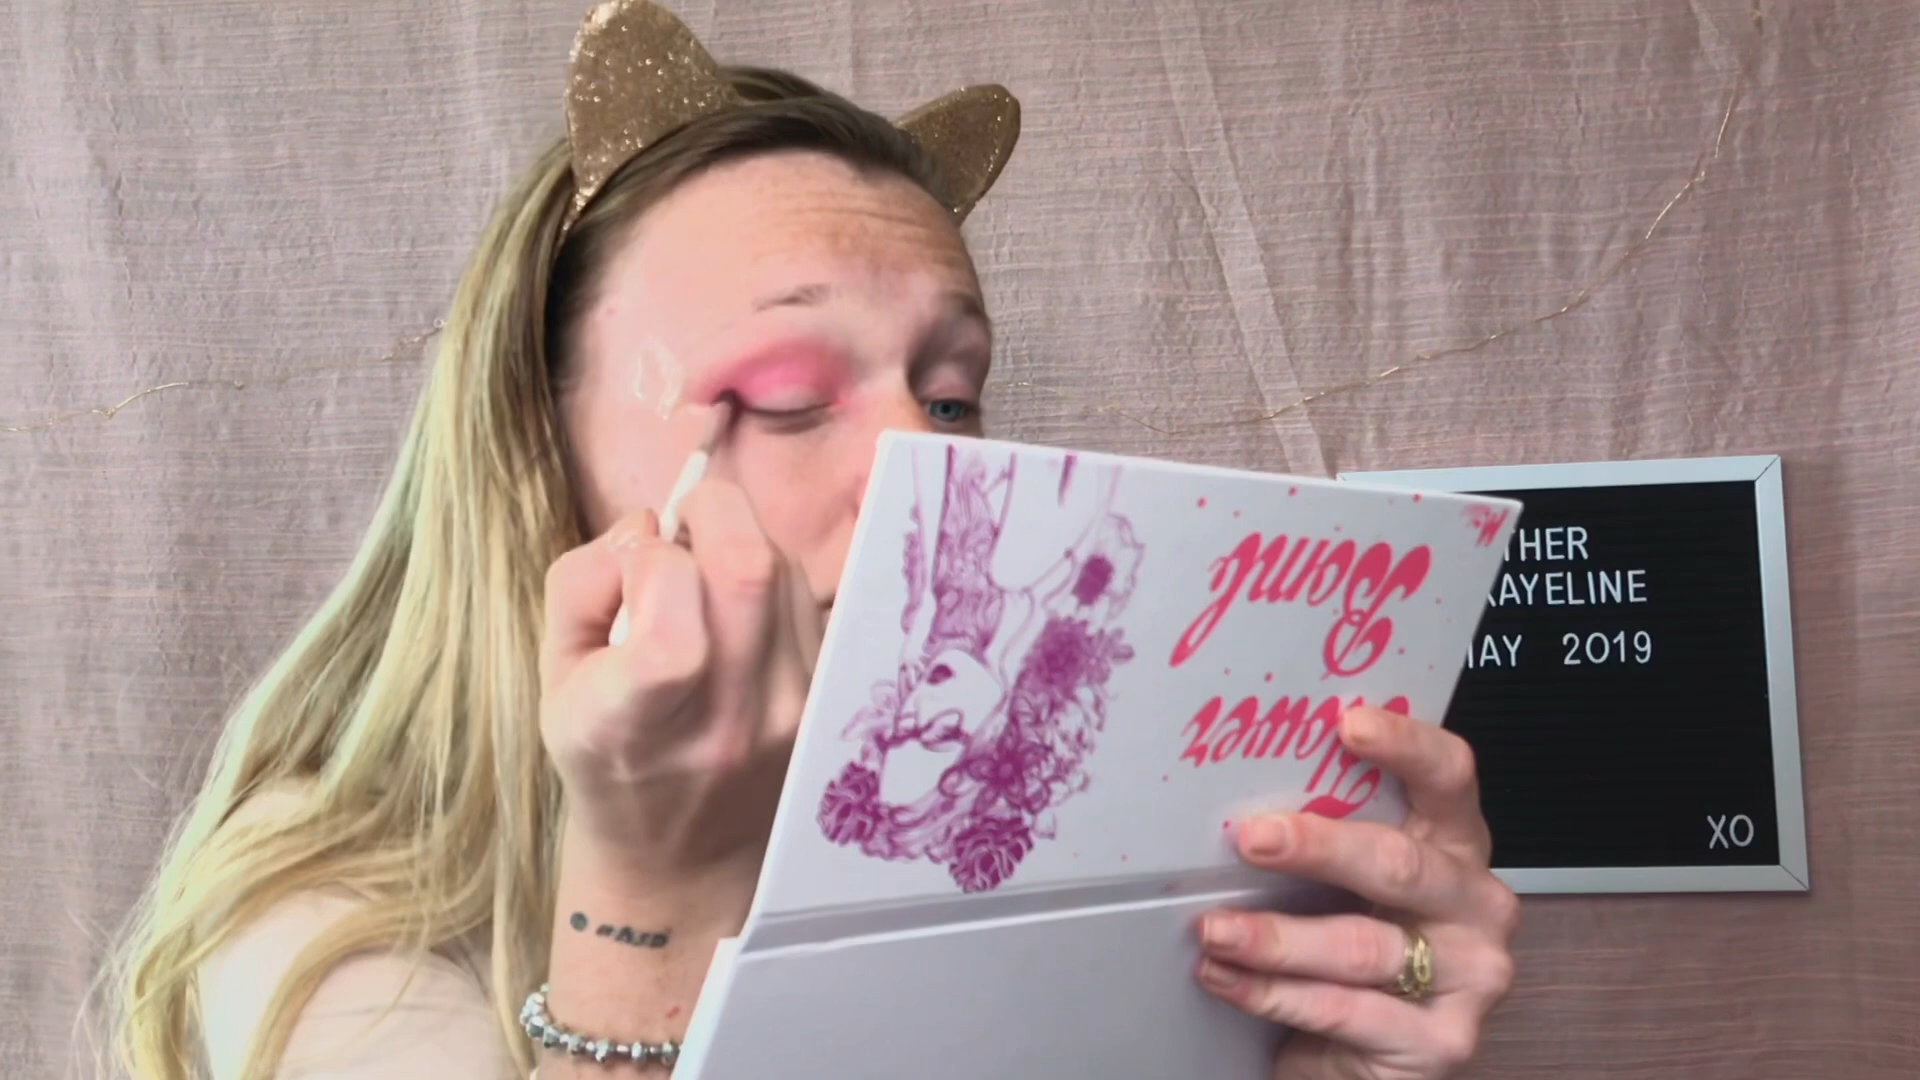 Flower
Bomb
THER
KAYELINE
MAY 2019
XO